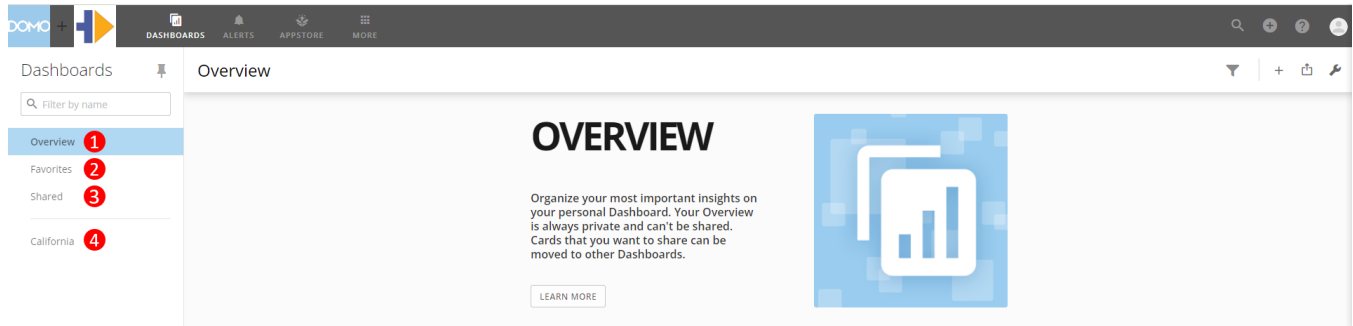 DOMO +
DASHBOARDS ALERTS APPSTORE MORE
Dashboards
Overview
Filter by name
Overview 1
Favorites 2
Shared 3
California 4
OVERVIEW
Organize your most important insights on
your personal Dashboard. Your Overview
is always private and can't be shared.
Cards that you want to share can be
moved to other Dashboards.
LEARN MORE